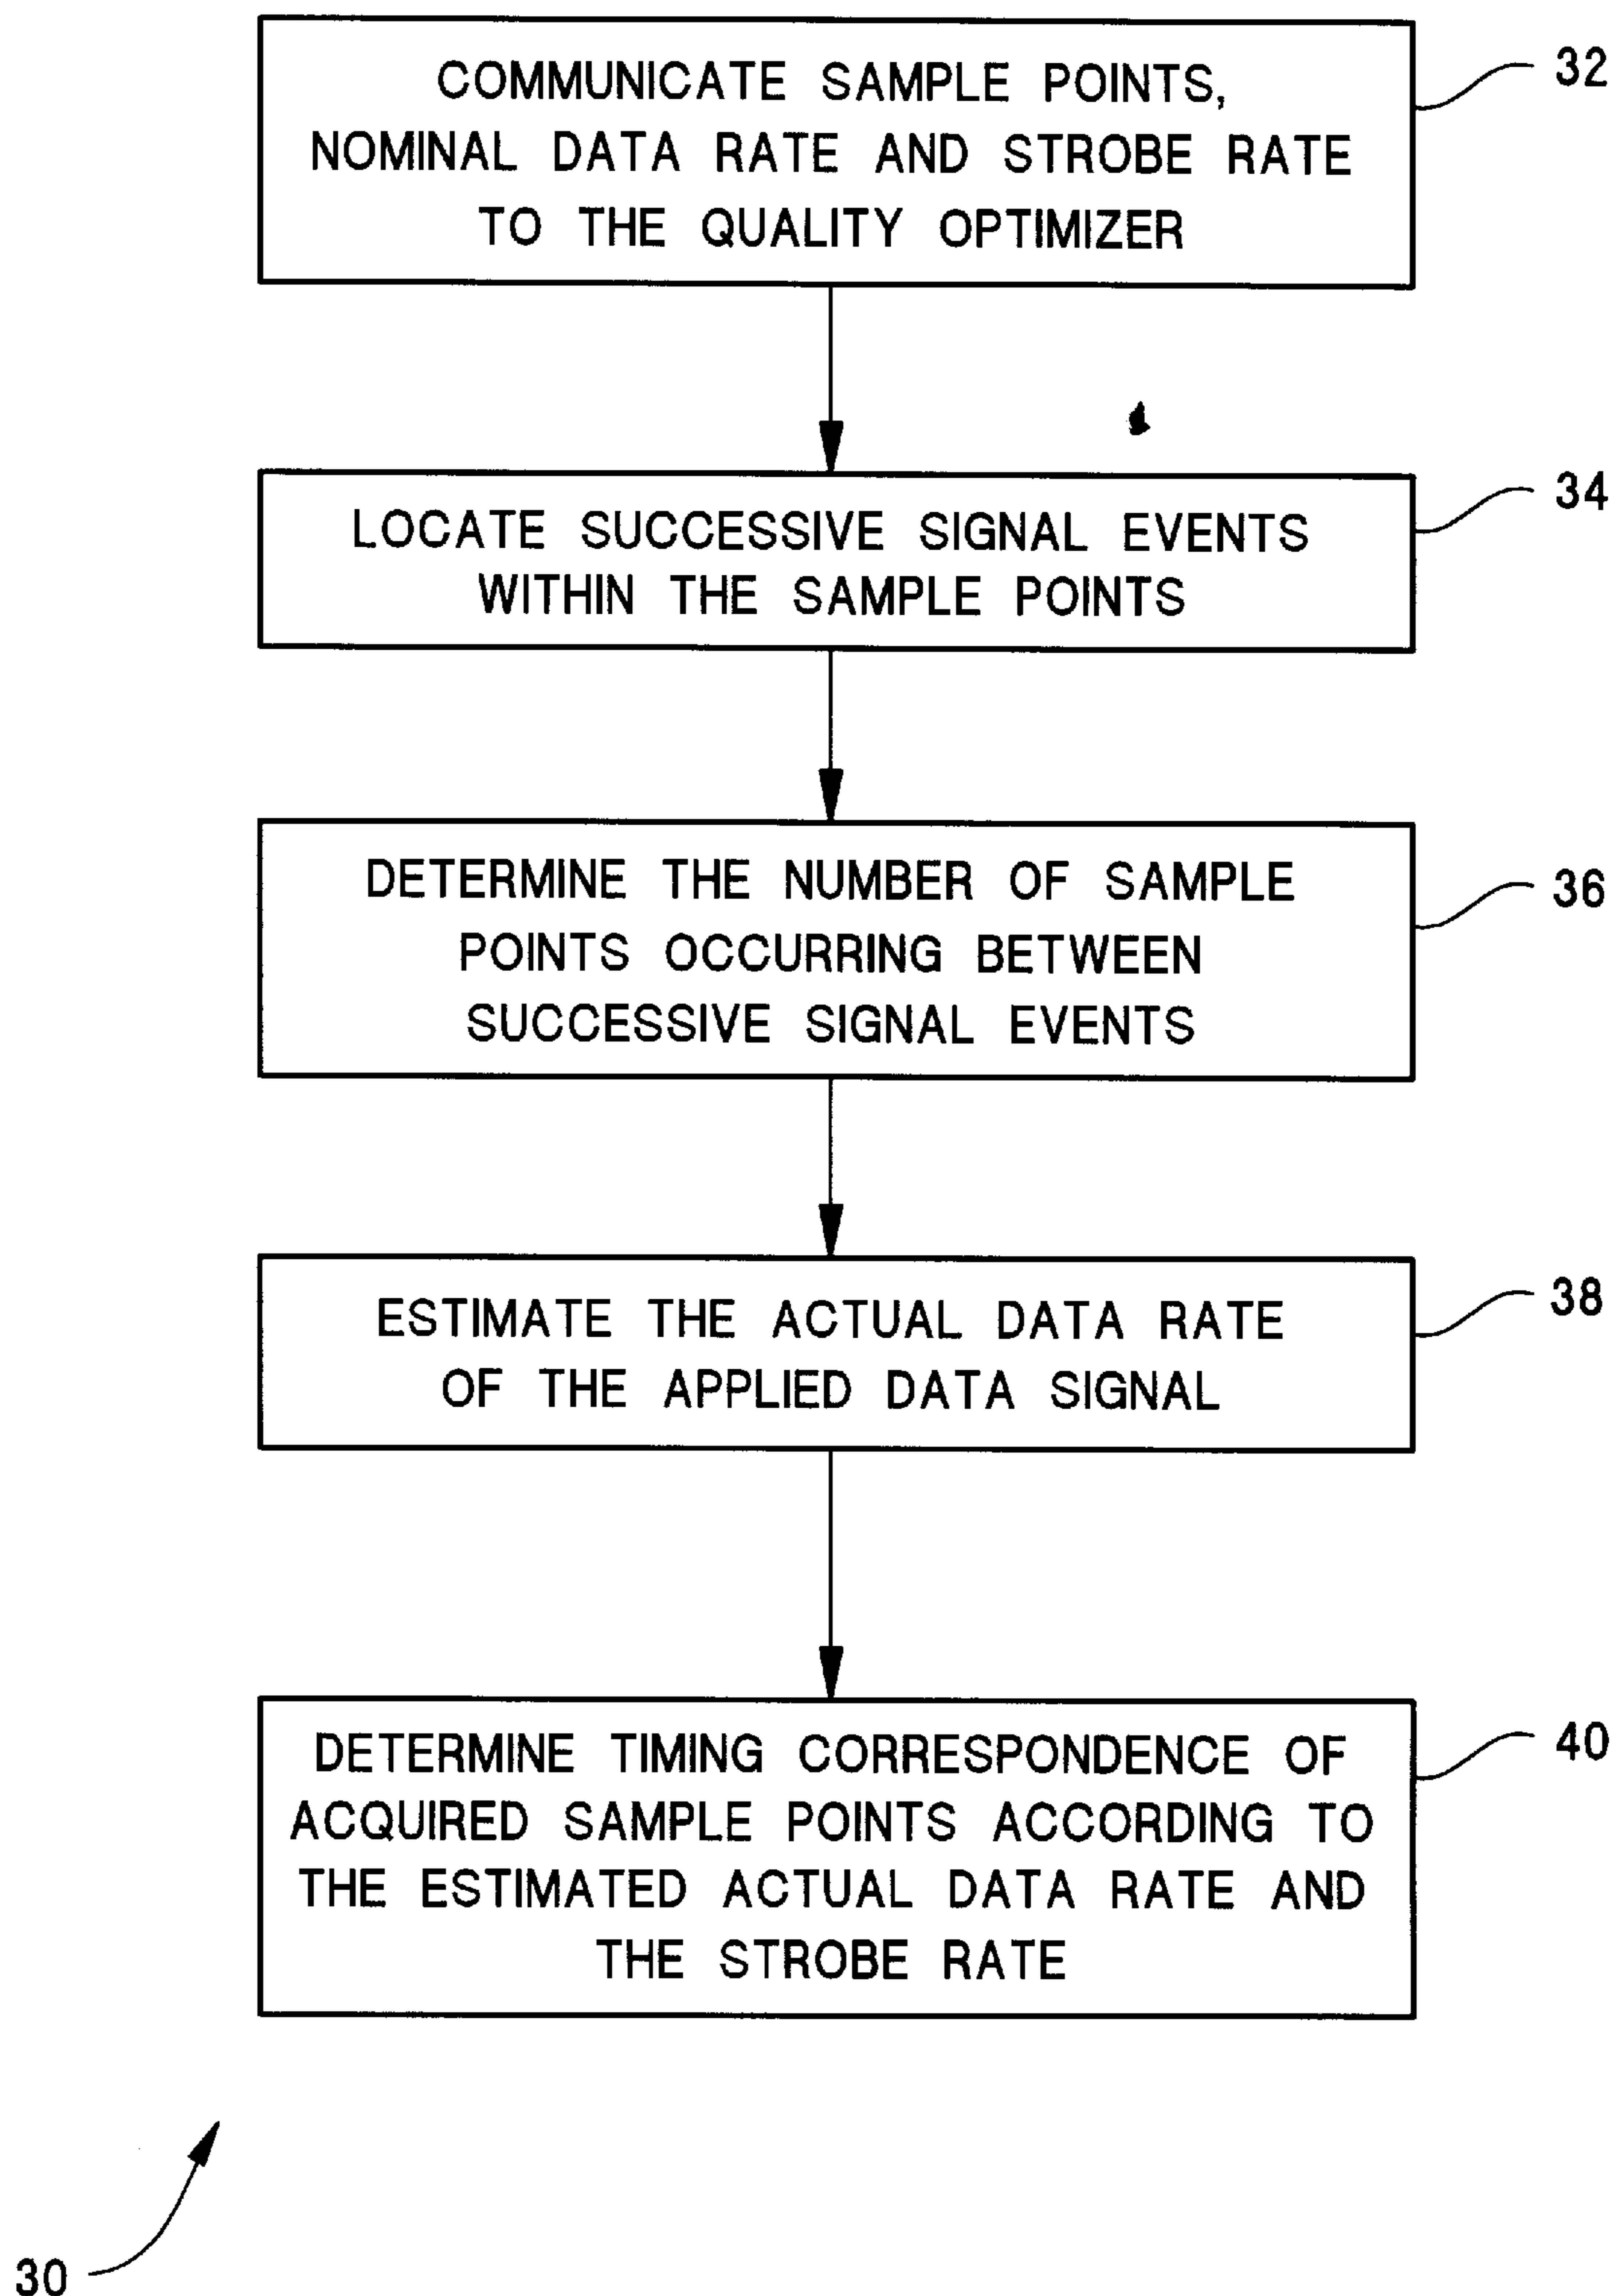 COMMUNICATE SAMPLE POINTS,
NOMINAL DATA RATE AND STROBE RATE
TO THE QUALITY OPTIMIZER
32
LOCATE SUCCESSIVE SIGNAL EVENTS
WITHIN THE SAMPLE POINTS
34
DETERMINE THE NUMBER OF SAMPLE
POINTS OCCURRING BETWEEN
SUCCESSIVE SIGNAL EVENTS
36
ESTIMATE THE ACTUAL DATA RATE
OF THE APPLIED DATA SIGNAL
38
DETERMINE TIMING CORRESPONDENCE OF
ACQUIRED SAMPLE POINTS ACCORDING TO
THE ESTIMATED ACTUAL DATA RATE AND
THE STROBE RATE
40
30